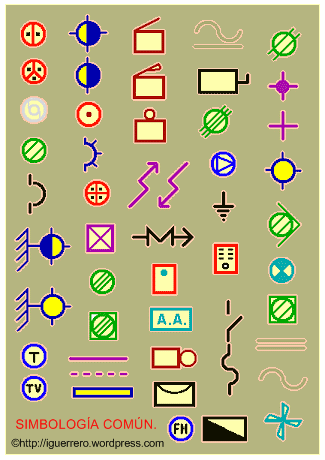 A.A.
T
TV
FH
SIMBOLOGÍA COMÚN.
©http://iguerrero.wordpress.com